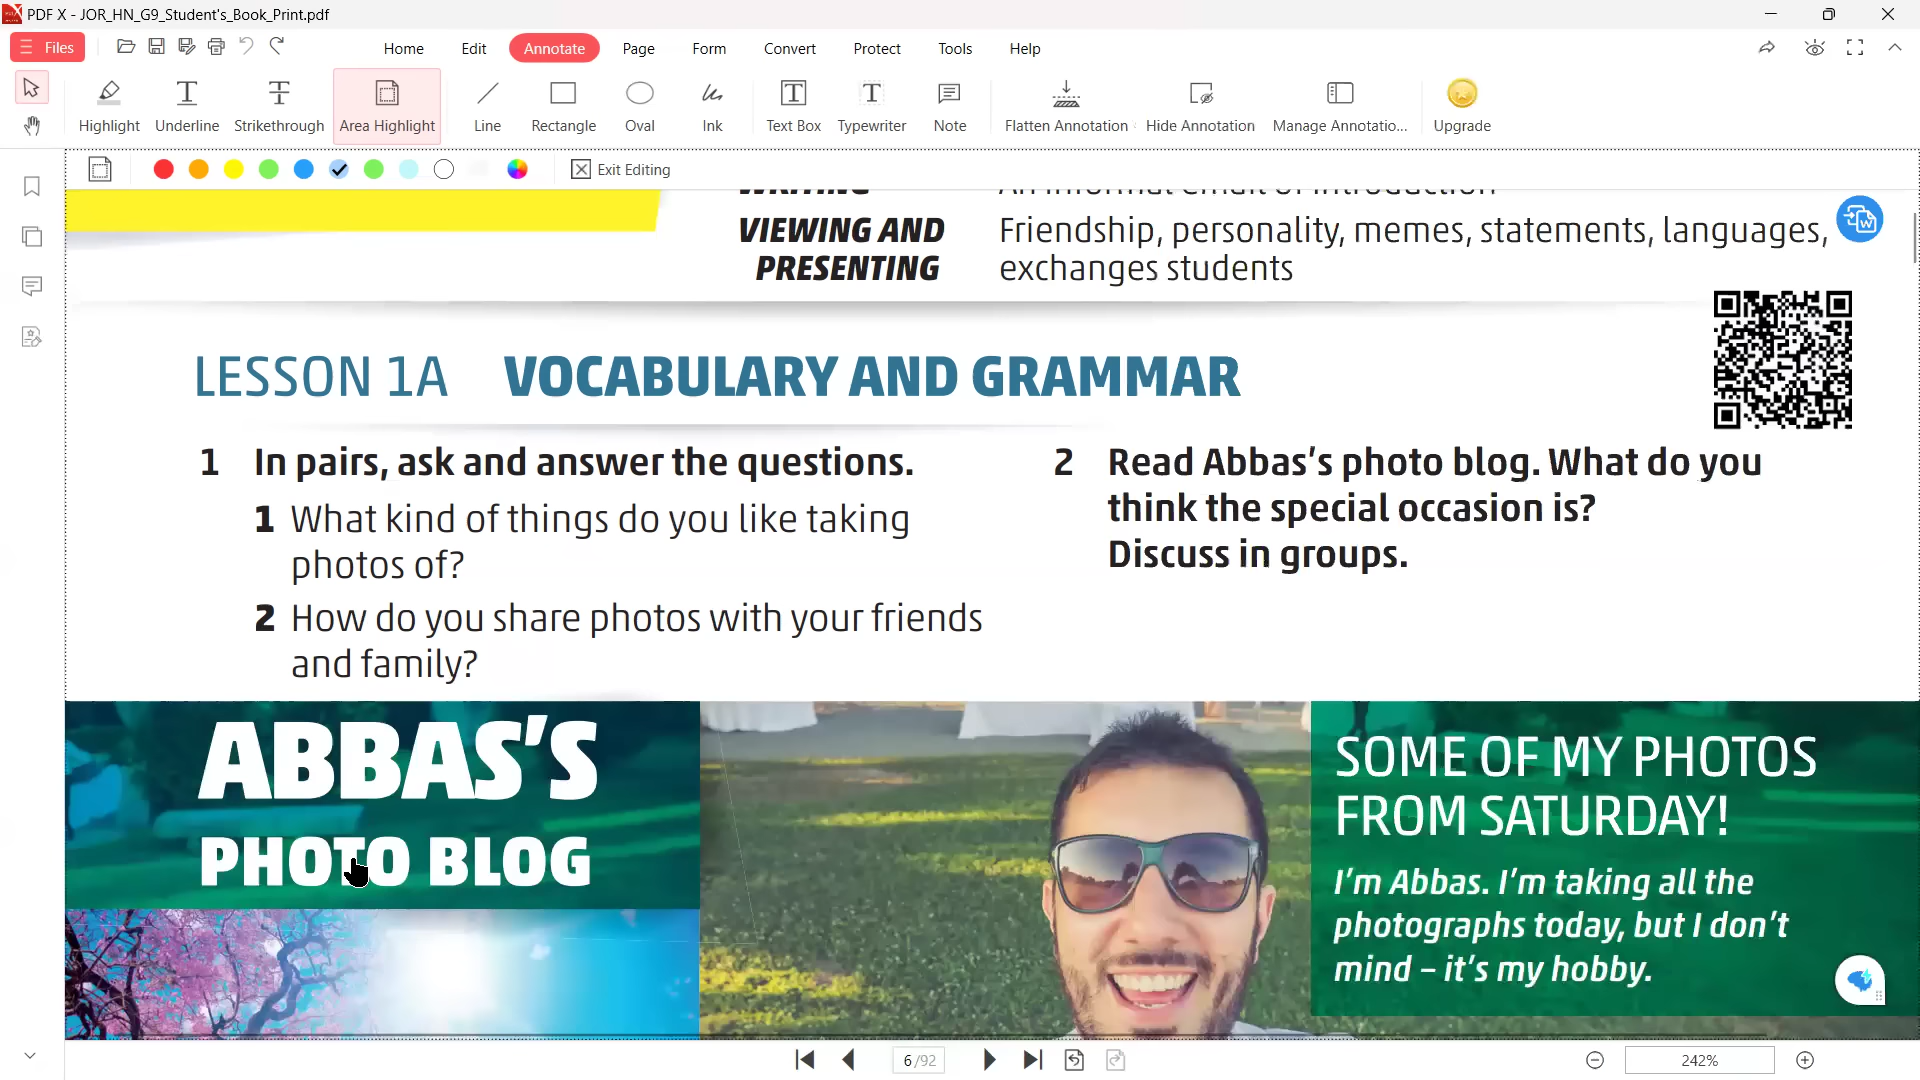 PDF X - JOR_HN_G9_Student's_Book_Print.pdf
Files
Home Edit Annotate Page Form Convert Protect Tools Help
Highlight Underline Strikethrough Area Highlight Line Rectangle Oval Ink Text Box Typewriter Note Flatten Annotation Hide Annotation Manage Annotatio... Upgrade
Exit Editing
WRITING An informal email of introduction
VIEWING AND
PRESENTING
Friendship, personality, memes, statements, languages,
exchanges students
LESSON 1A VOCABULARY AND GRAMMAR
1 In pairs, ask and answer the questions.
1 What kind of things do you like taking
photos of?
2 How do you share photos with your friends
and family?
2 Read Abbas's photo blog. What do you
think the special occasion is?
Discuss in groups.
ABBAS'S
PHOTO BLOG
SOME OF MY PHOTOS
FROM SATURDAY!
I'm Abbas. I'm taking all the
photographs today, but I don't
mind – it's my hobby.
6 /92
242%